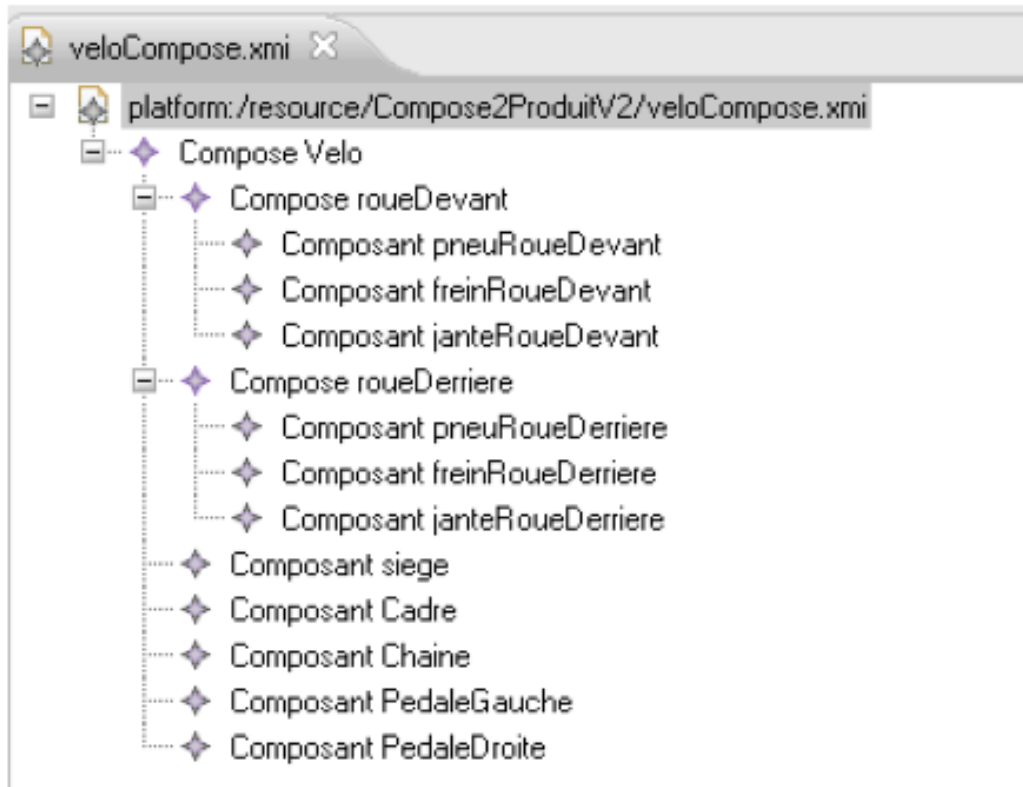 veloCompose.xmi
platform:/resource/Compose2ProduitV2/veloCompose.xmi
Compose Velo
Compose roueDevant
Composant pneuRoueDevant
Composant freinRoueDevant
Composant janteRoueDevant
Compose roueDerriere
Composant pneuRoueDerriere
Composant freinRoueDerriere
Composant janteRoueDerriere
Composant siege
Composant Cadre
Composant Chaine
Composant PedaleGauche
Composant PedaleDroite